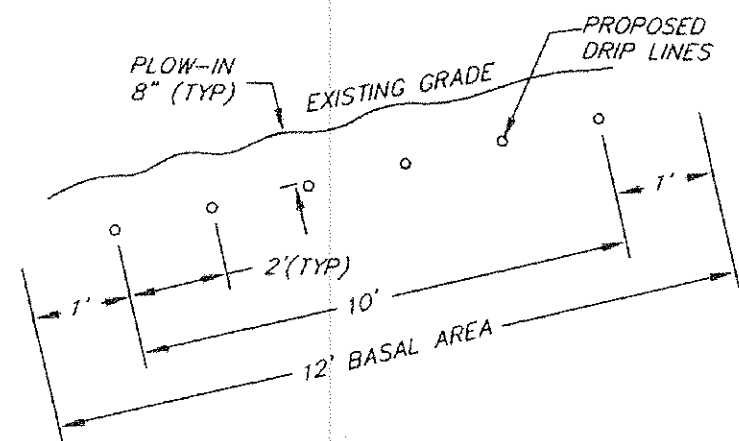 PROPOSED
DRIP LINES
PLOW-IN
8" (TYP)
EXISTING GRADE
1'
2'(TYP)
1'
10'
12' BASAL AREA